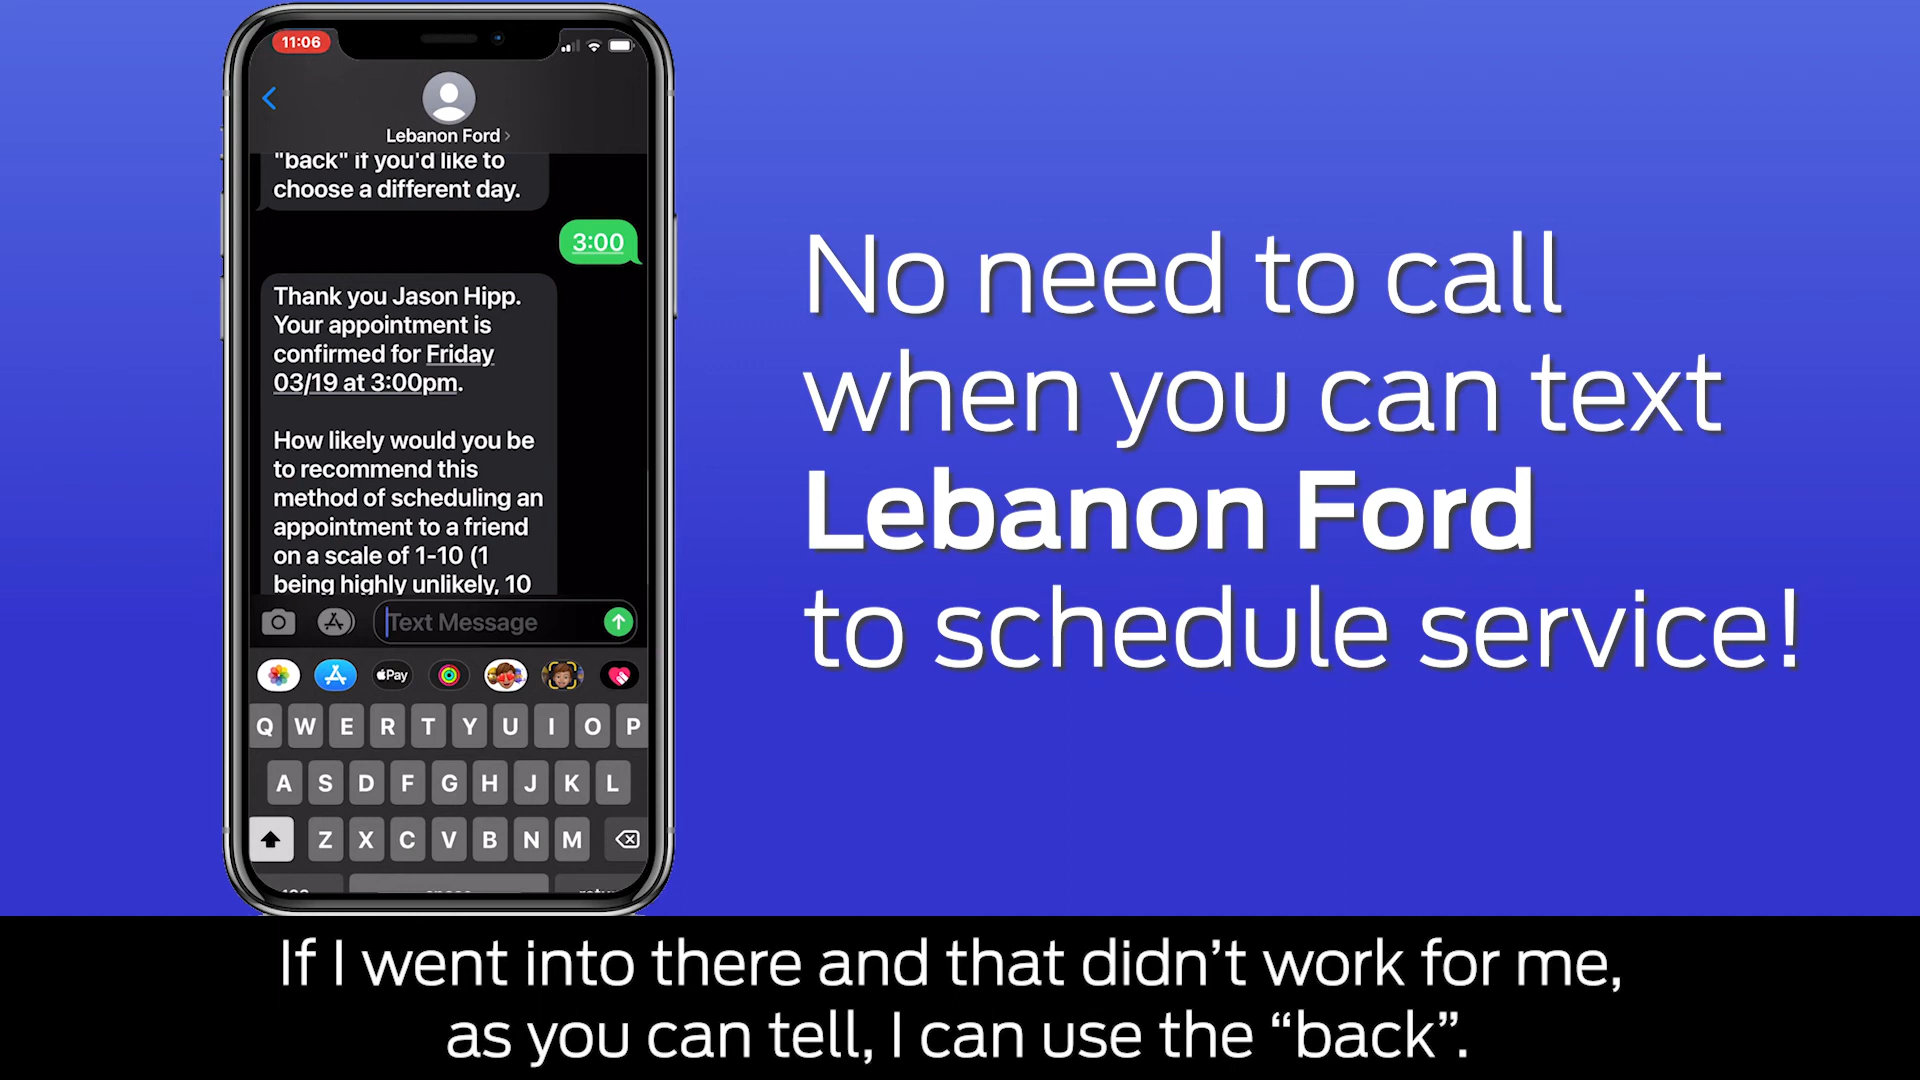 11:06
Lebanon Ford
"back" if you'd like to
choose a different day.
3:00
Thank you Jason Hipp.
Your appointment is
confirmed for Friday
03/19 at 3:00pm.
How likely would you be
to recommend this
method of scheduling an
appointment to a friend
on a scale of 1-10 (1
being highly unlikely, 10
Text Message
Pay
Q W E R T Y U I O P
A S D F G H J K L
Z X C V B N M
No need to call
when you can text
Lebanon Ford
to schedule service!
If I went into there and that didn’t work for me,
as you can tell, I can use the “back”.